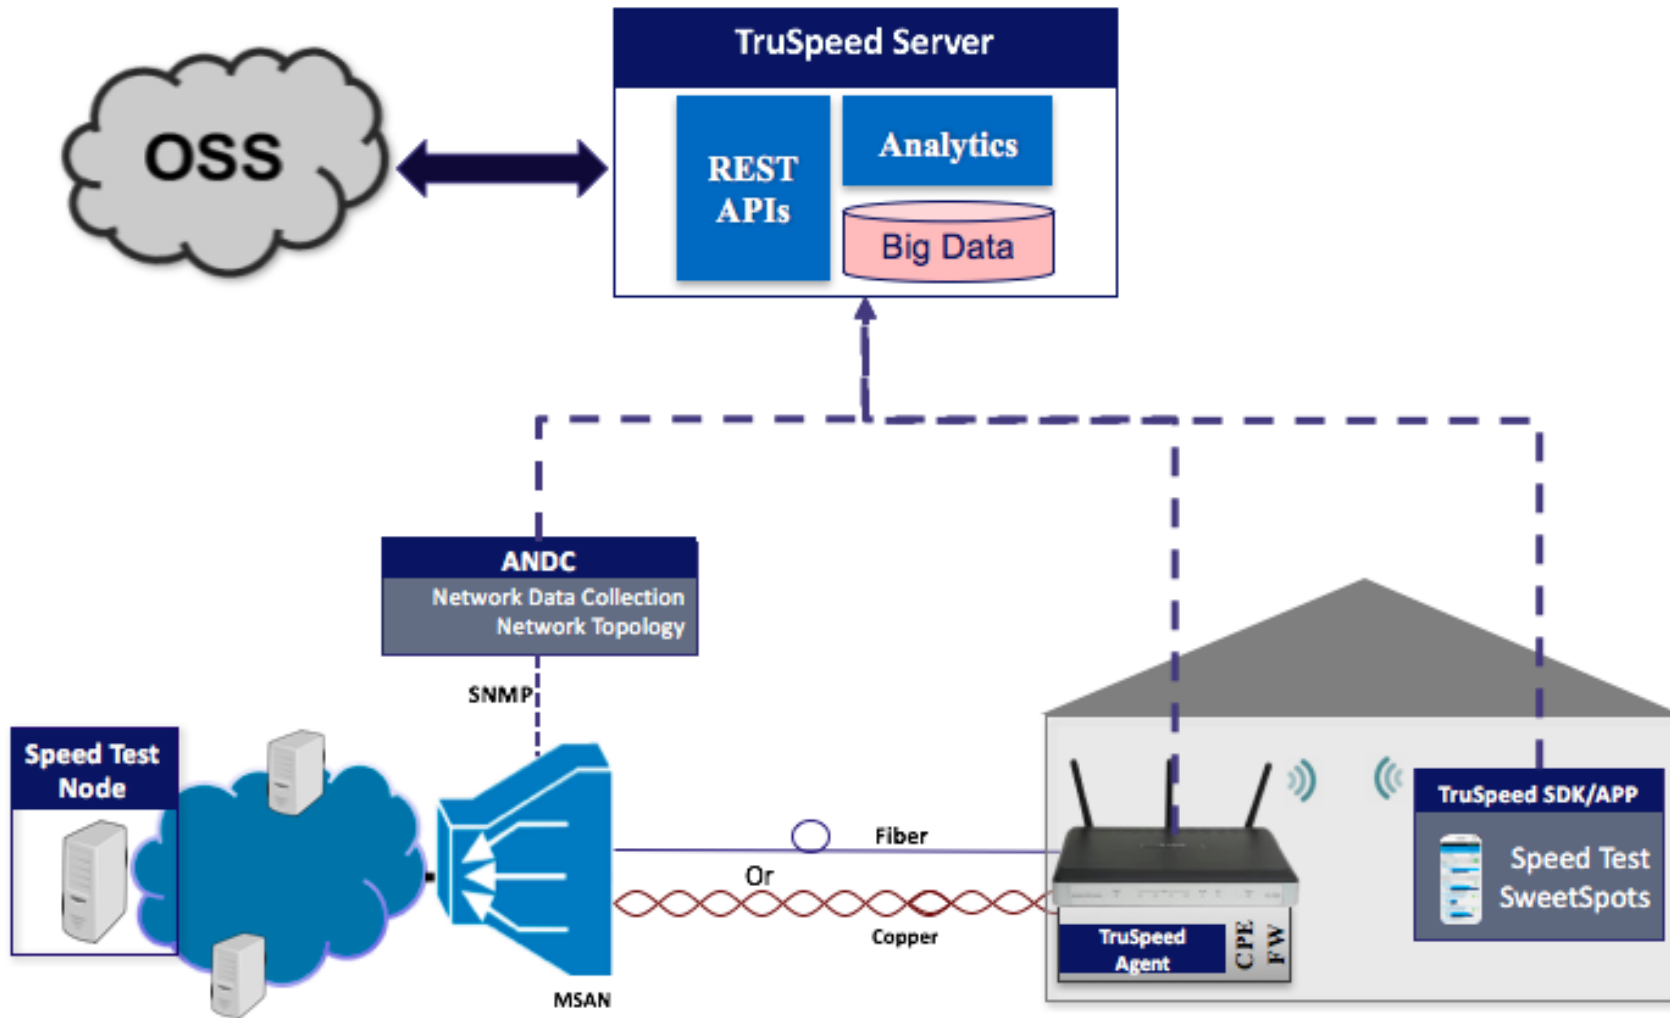 TruSpeed Server
OSS
REST
APIs
Analytics
Big Data
ANDC
Network Data Collection
Network Topology
SNMP
Speed Test
Node
MSAN
Fiber
Or
Copper
TruSpeed
Agent
CPE
FW
TruSpeed SDK/APP
Speed Test
SweetSpots